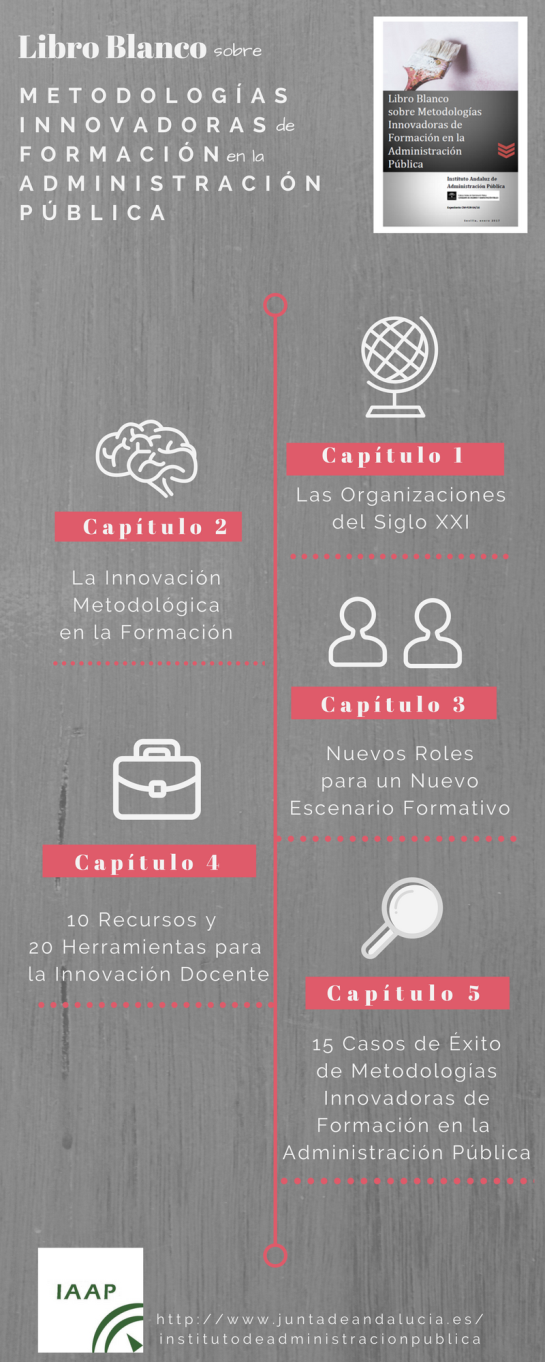 Libro Blanco sobre
METODOLOGÍAS
INNOVADORAS de
FORMACIÓN en la
ADMINISTRACIÓN
PÚBLICA
Libro Blanco
sobre Metodologías
Innovadoras de
Formación en la
Administración
Pública
Instituto Andaluz de
Administración Pública
Capítulo 1
Las Organizaciones
del Siglo XXI
Capítulo 2
La Innovación
Metodológica
en la Formación
Capítulo 3
Nuevos Roles
para un Nuevo
Escenario Formativo
Capítulo 4
10 Recursos y
20 Herramientas para
la Innovación Docente
Capítulo 5
15 Casos de Éxito
de Metodologías
Innovadoras de
Formación en la
Administración Pública
IAAP
http://www.juntadeandalucia.es/
institutodeadministracionpublica